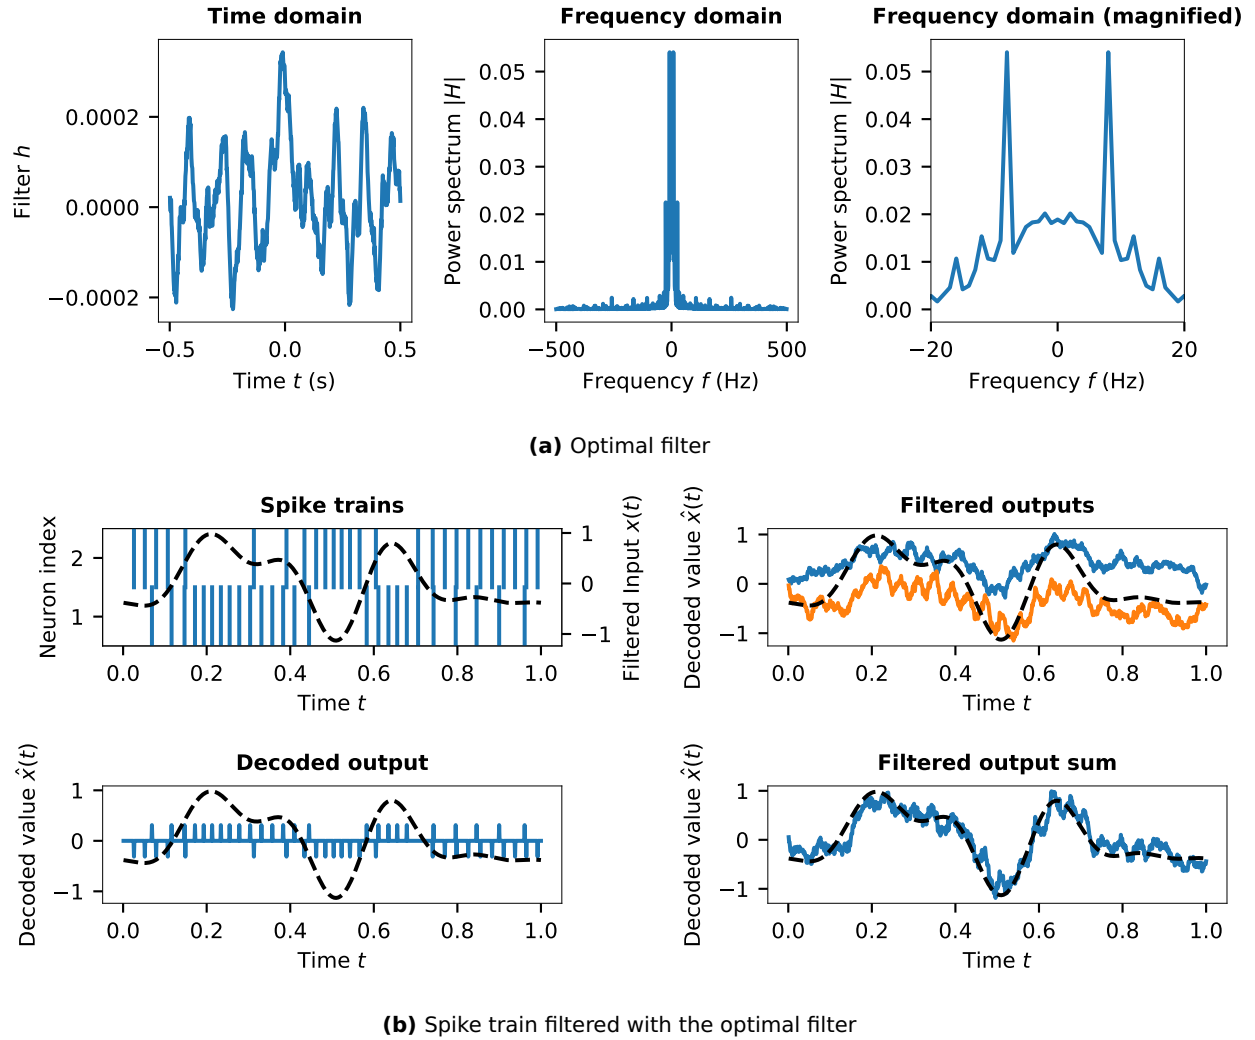 Time domain
Frequency domain
Frequency domain (magnified)
Filter h
0.0002
0.0000
−0.0002
−0.5
0.0
0.5
Time t (s)
Power spectrum |H|
0.05
0.04
0.03
0.02
0.01
0.00
−500
0
500
Frequency f (Hz)
Power spectrum |H|
0.05
0.04
0.03
0.02
0.01
0.00
−20
0
20
Frequency f (Hz)
(a) Optimal filter
Spike trains
Neuron index
2
1
1
0
−1
Filtered Input x(t)
0.0
0.2
0.4
0.6
0.8
1.0
Time t
Filtered outputs
Decoded value x̂(t)
1
0
−1
0.0
0.2
0.4
0.6
0.8
1.0
Time t
Decoded output
Decoded value x̂(t)
1
0
−1
0.0
0.2
0.4
0.6
0.8
1.0
Time t
Filtered output sum
Decoded value x̂(t)
1
0
−1
0.0
0.2
0.4
0.6
0.8
1.0
Time t
(b) Spike train filtered with the optimal filter